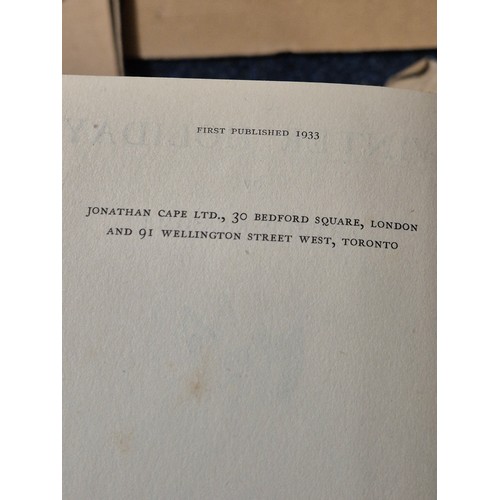 FIRST PUBLISHED 1933
JONATHAN CAPE LTD., 30 BEDFORD SQUARE, LONDON
AND 91 WELLINGTON STREET WEST, TORONTO